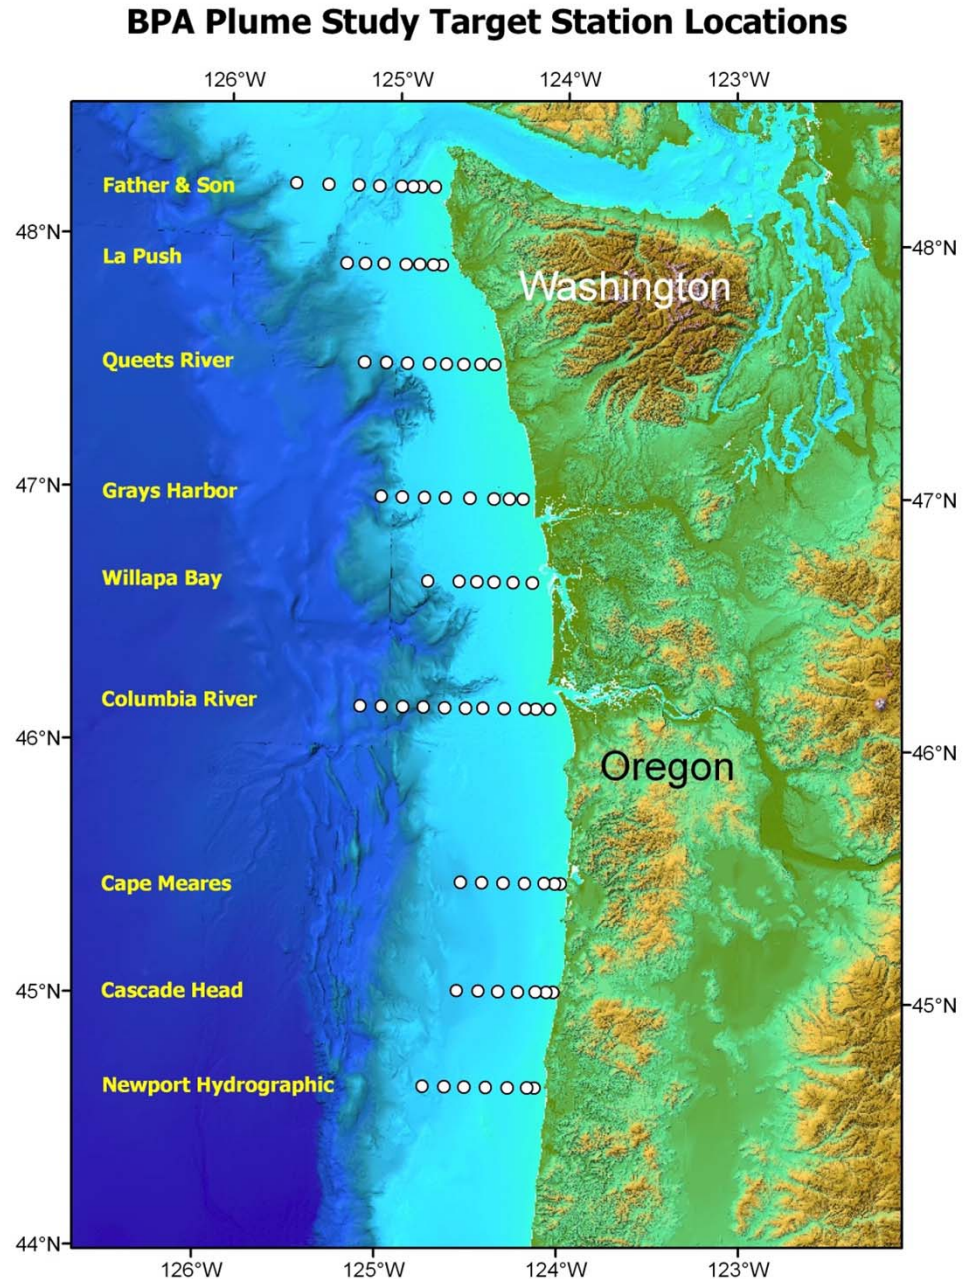 BPA Plume Study Target Station Locations
126°W 125°W 124°W 123°W
Father & Son
48°N 48°N
La Push
Washington
Queets River
47°N Grays Harbor 47°N
Willapa Bay
Columbia River
46°N 46°N
Oregon
Cape Meares
45°N Cascade Head 45°N
Newport Hydrographic
44°N
126°W 125°W 124°W 123°W